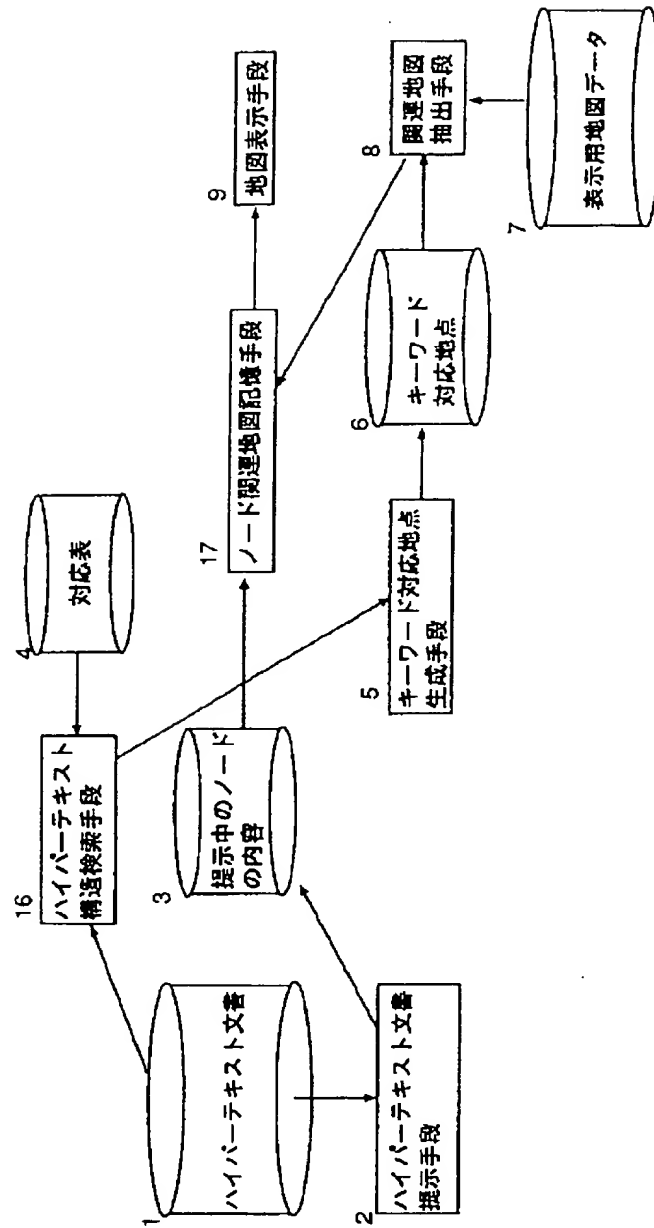 1
ハイパーテキスト文書
2
ハイパーテキスト文書
提示手段
16
ハイパーテキスト
構造検索手段
3
提示中のノード
の内容
4
対応表
5
キーワード対応地点
生成手段
17
ノード関連地図記憶手段
6
キーワード
対応地点
9
地図表示手段
8
関連地図
抽出手段
7
表示用地図データ